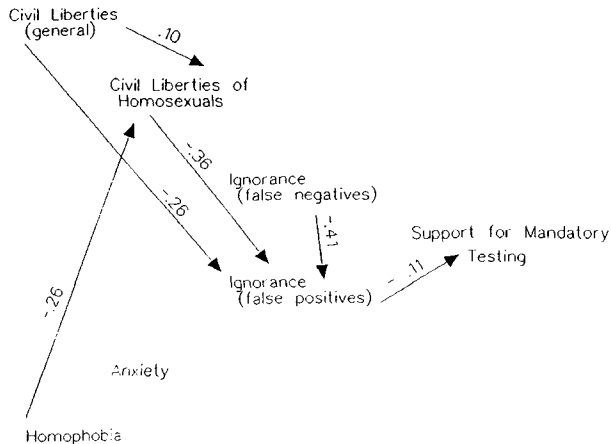 Civil Liberties
(general)
.10
Civil Liberties of
Homosexuals
-.36
Ignorance
(false negatives)
-.26
-.41
Support for Mandatory
Testing
Ignorance
(false positives)
- .11
-.26
Anxiety
Homophobia